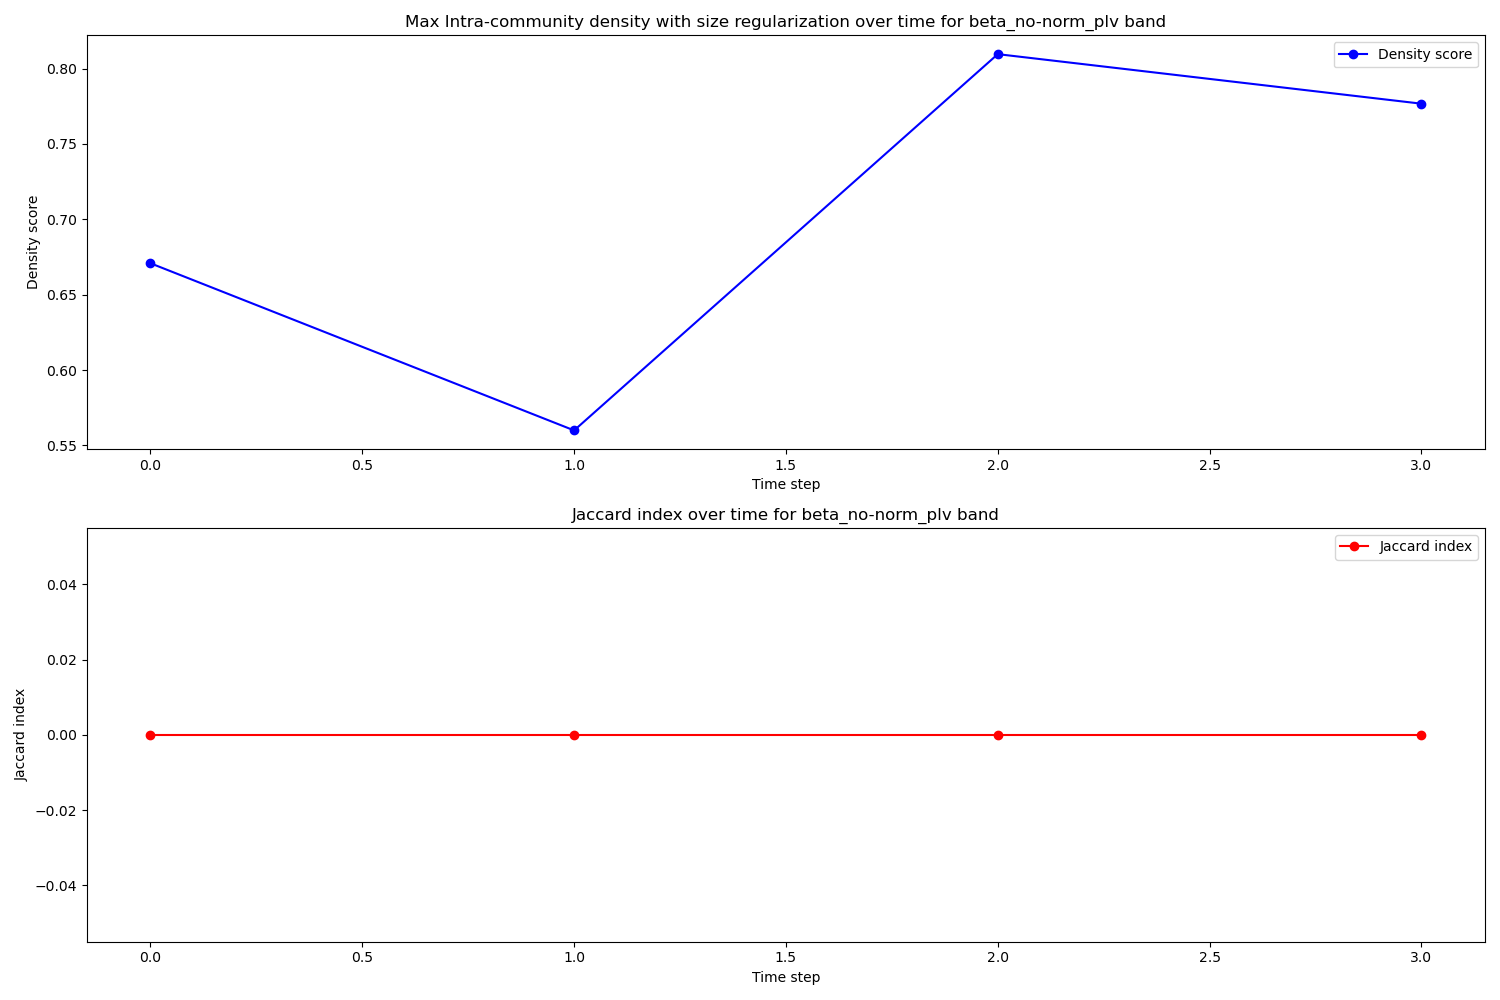 Max Intra-community density with size regularization over time for beta_no-norm_plv band
Density score
0.80
0.75
0.70
0.65
0.60
0.55
Density score
0.0 0.5 1.0 1.5 2.0 2.5 3.0
Time step
Jaccard index over time for beta_no-norm_plv band
Jaccard index
0.04
0.02
0.00
−0.02
−0.04
Jaccard index
0.0 0.5 1.0 1.5 2.0 2.5 3.0
Time step